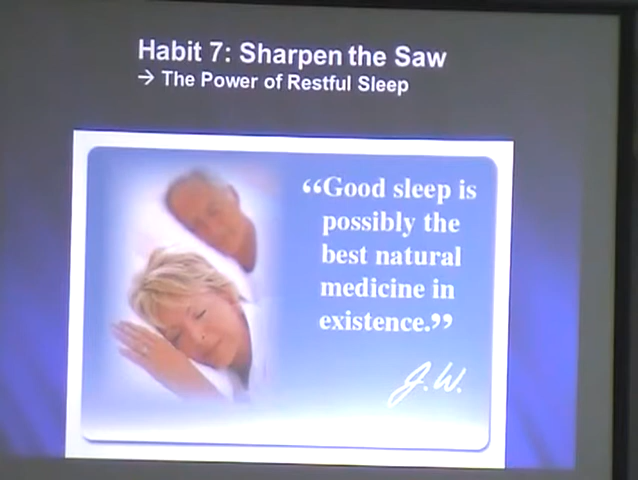 Habit 7: Sharpen the Saw
→ The Power of Restful Sleep
“Good sleep is
possibly the
best natural
medicine in
existence.”
J.W.